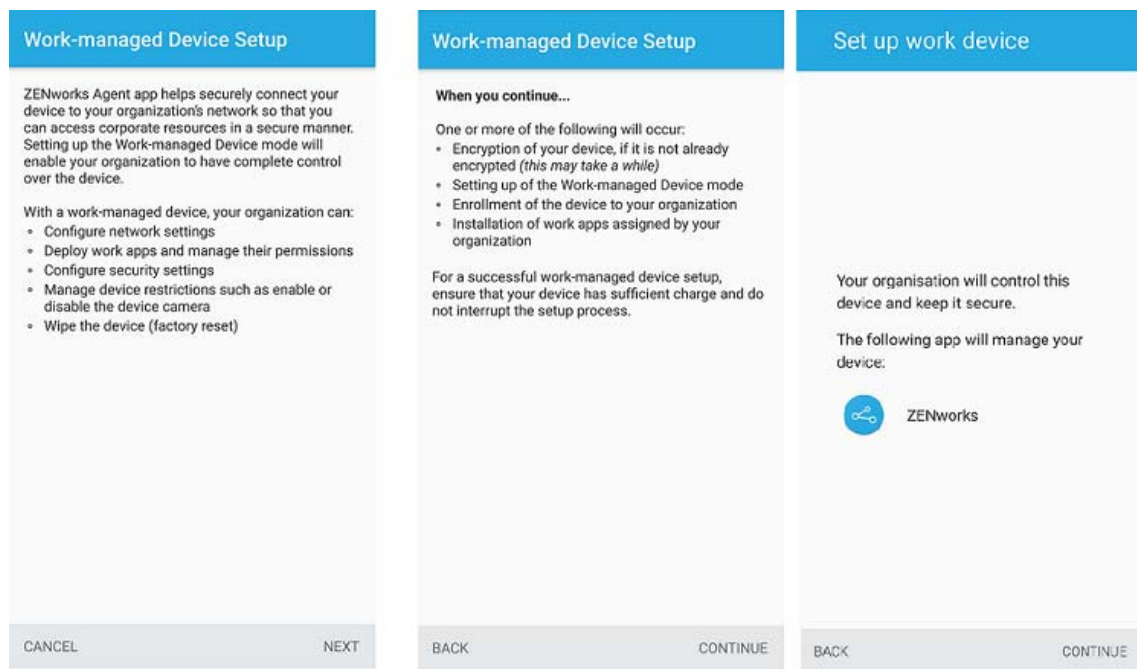 Work-managed Device Setup
ZENworks Agent app helps securely connect your
device to your organization's network so that you
can access corporate resources in a secure manner.
Setting up the Work-managed Device mode will
enable your organization to have complete control
over the device.
With a work-managed device, your organization can:
• Configure network settings
• Deploy work apps and manage their permissions
• Configure security settings
• Manage device restrictions such as enable or
disable the device camera
• Wipe the device (factory reset)
CANCEL NEXT
Work-managed Device Setup
When you continue...
One or more of the following will occur:
• Encryption of your device, if it is not already
encrypted (this may take a while)
• Setting up of the Work-managed Device mode
• Enrollment of the device to your organization
• Installation of work apps assigned by your
organization
For a successful work-managed device setup,
ensure that your device has sufficient charge and do
not interrupt the setup process.
BACK CONTINUE
Set up work device
Your organisation will control this
device and keep it secure.
The following app will manage your
device:
ZENworks
BACK CONTINUE